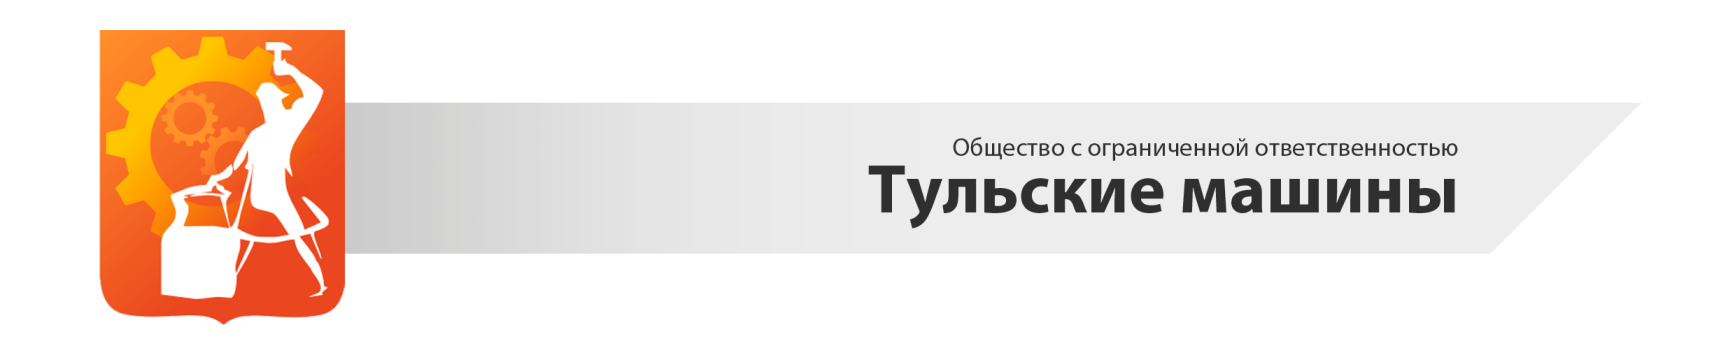 Общество с ограниченной ответственностью
Тульские машины